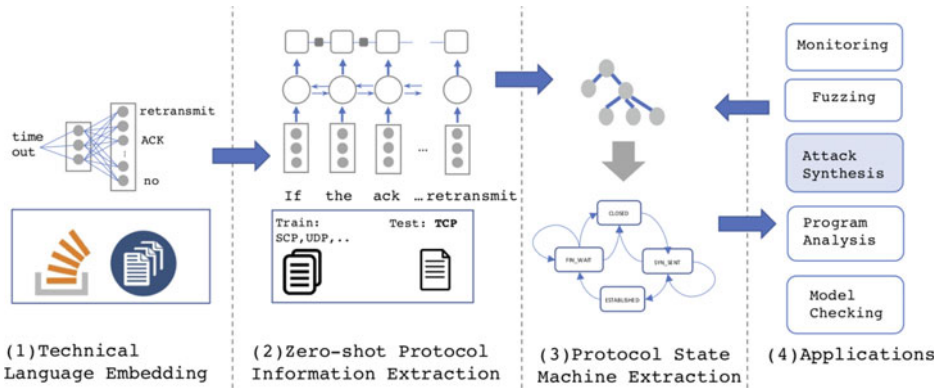 time
out
retransmit
ACK
no
(1)Technical
Language Embedding
If the ack …retransmit
...
Train:
SCP,UDP,..
Test: TCP
(2)Zero-shot Protocol
Information Extraction
CLOSED
FIN_WAIT
SYN_SENT
ESTABLISHED
(3)Protocol State
Machine Extraction
Monitoring
Fuzzing
Attack
Synthesis
Program
Analysis
Model
Checking
(4)Applications